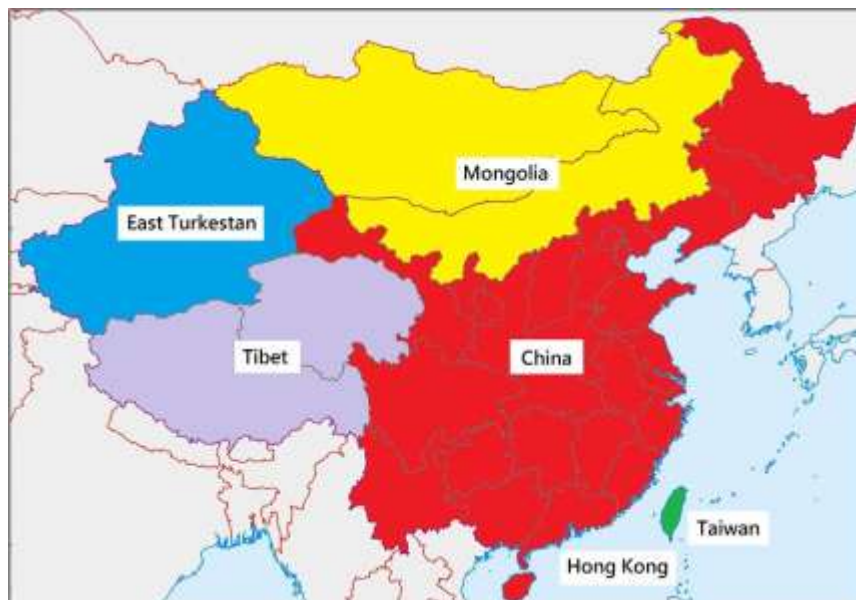 Mongolia
East Turkestan
Tibet
China
Taiwan
Hong Kong